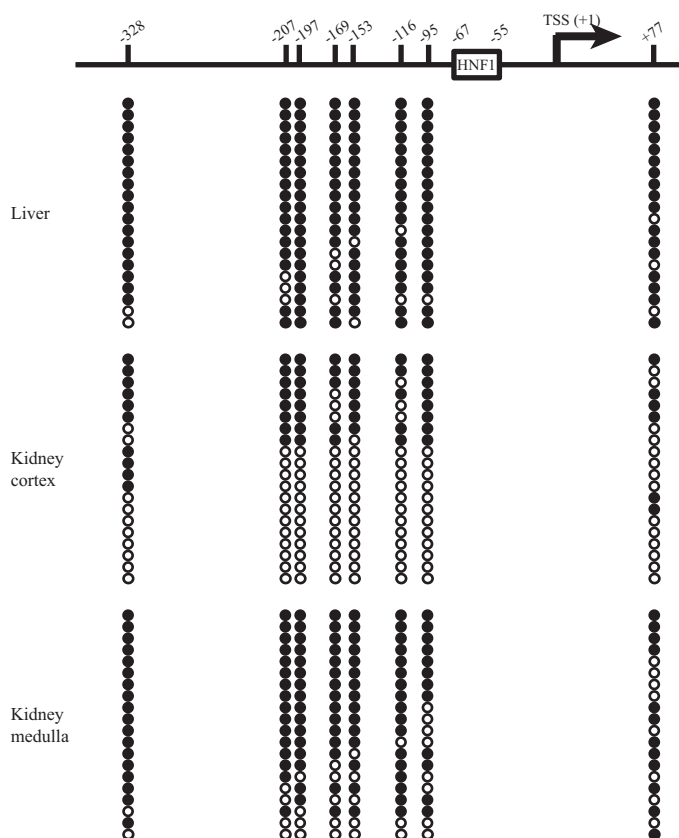 TSS (+1)
-328
-207
-197
-169
-153
-116
-95
-67
-55
+77
HNF1
Liver
Kidney
cortex
Kidney
medulla